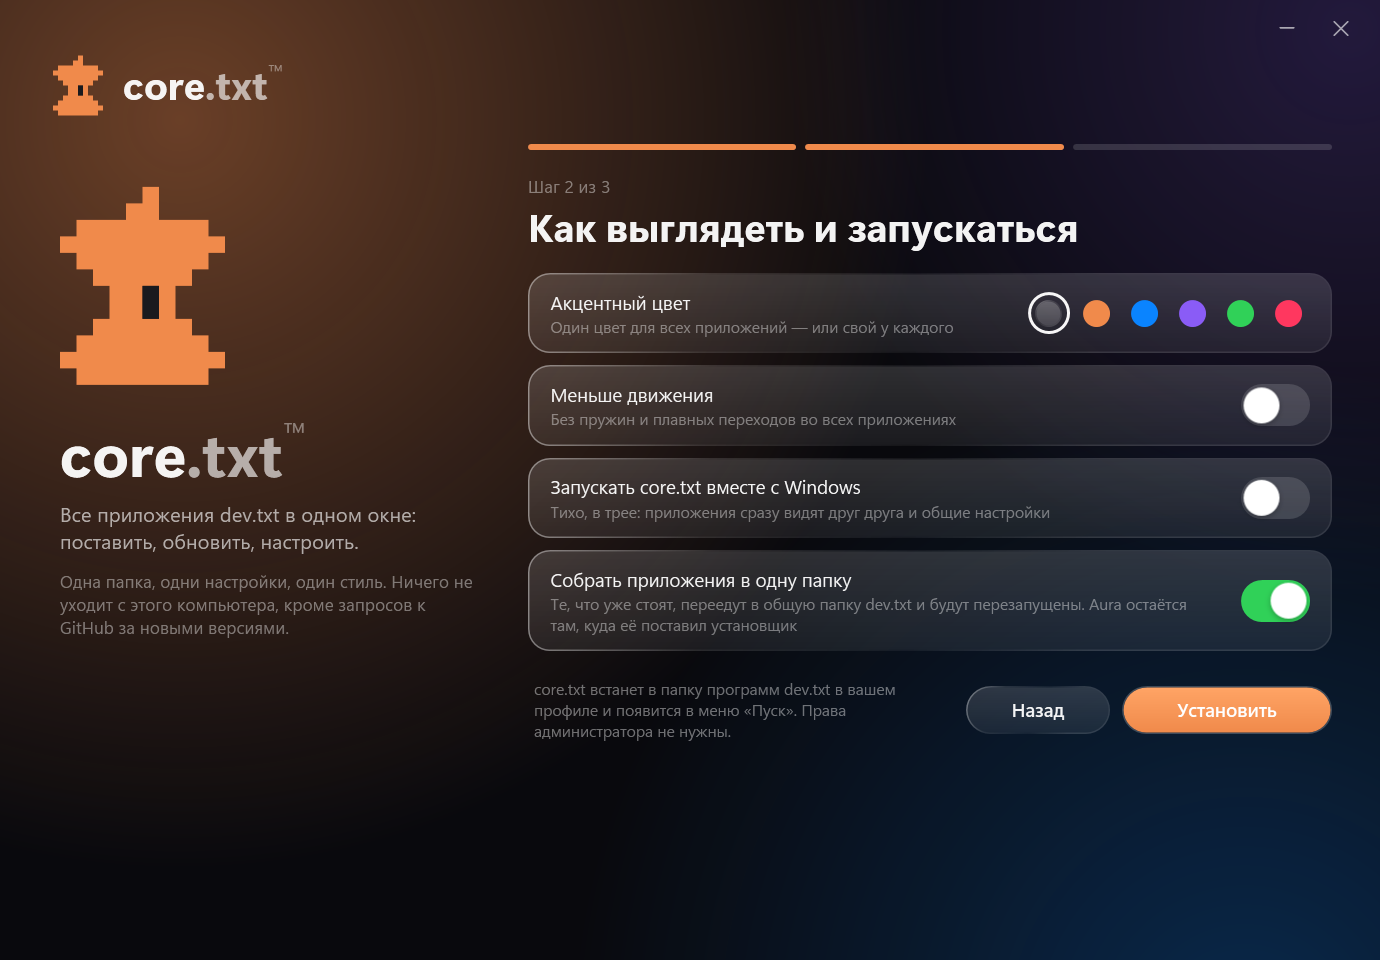 core.txt™
core.txt™
Все приложения dev.txt в одном окне:
поставить, обновить, настроить.
Одна папка, одни настройки, один стиль. Ничего не
уходит с этого компьютера, кроме запросов к
GitHub за новыми версиями.
Шаг 2 из 3
Как выглядеть и запускаться
Акцентный цвет
Один цвет для всех приложений — или свой у каждого
Меньше движения
Без пружин и плавных переходов во всех приложениях
Запускать core.txt вместе с Windows
Тихо, в трее: приложения сразу видят друг друга и общие настройки
Собрать приложения в одну папку
Те, что уже стоят, переедут в общую папку dev.txt и будут перезапущены. Aura остаётся
там, куда её поставил установщик
core.txt встанет в папку программ dev.txt в вашем
профиле и появится в меню «Пуск». Права
администратора не нужны.
Назад
Установить